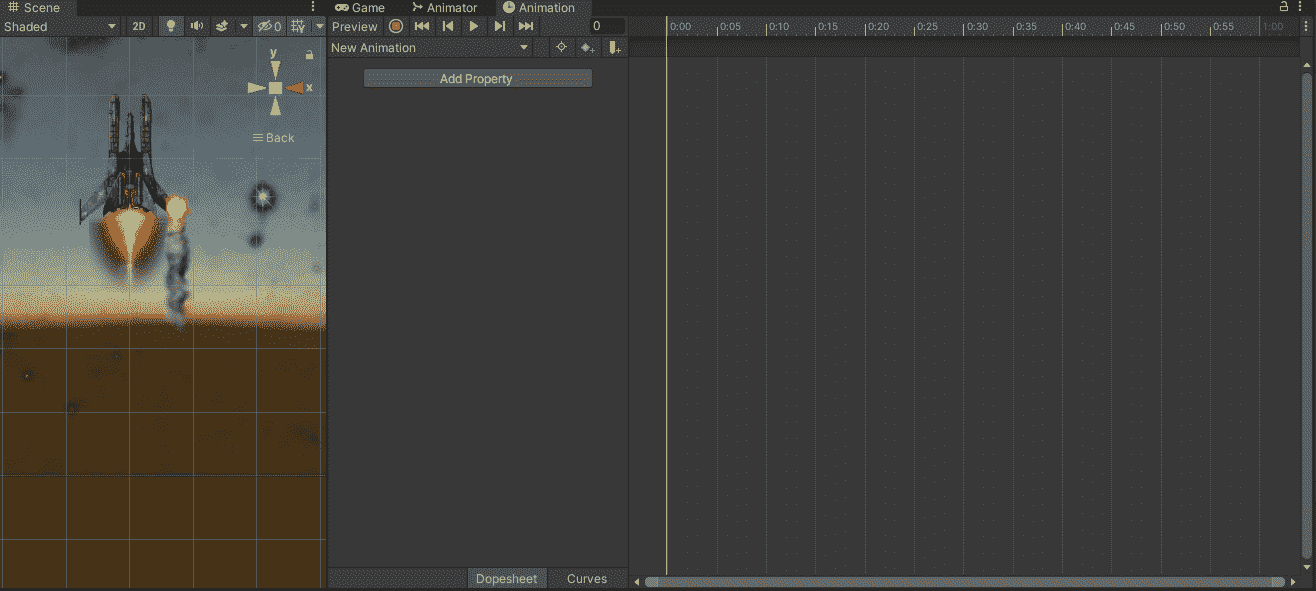 Scene
Game Animator Animation
Shaded 2D 0
Preview 0
0:00 0:05 0:10 0:15 0:20 0:25 0:30 0:35 0:40 0:45 0:50 0:55 1:00
New Animation
y
x
Back
Add Property
Dopesheet Curves